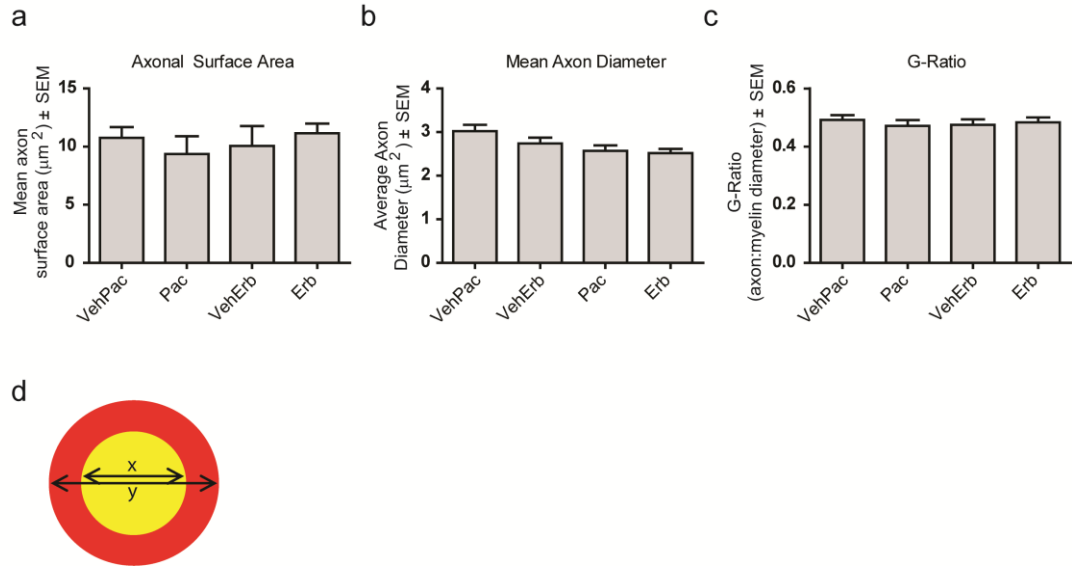 a
Axonal Surface Area
Mean axon
surface area (μm²) ± SEM
15
10
5
0
VehPac
Pac
VehErb
Erb
b
Mean Axon Diameter
Average Axon
Diameter (μm²) ± SEM
4
3
2
1
0
VehPac
VehErb
Pac
Erb
c
G-Ratio
G-Ratio
(axon:myelin diameter) ± SEM
0.6
0.4
0.2
0.0
VehPac
Pac
VehErb
Erb
d
x
y